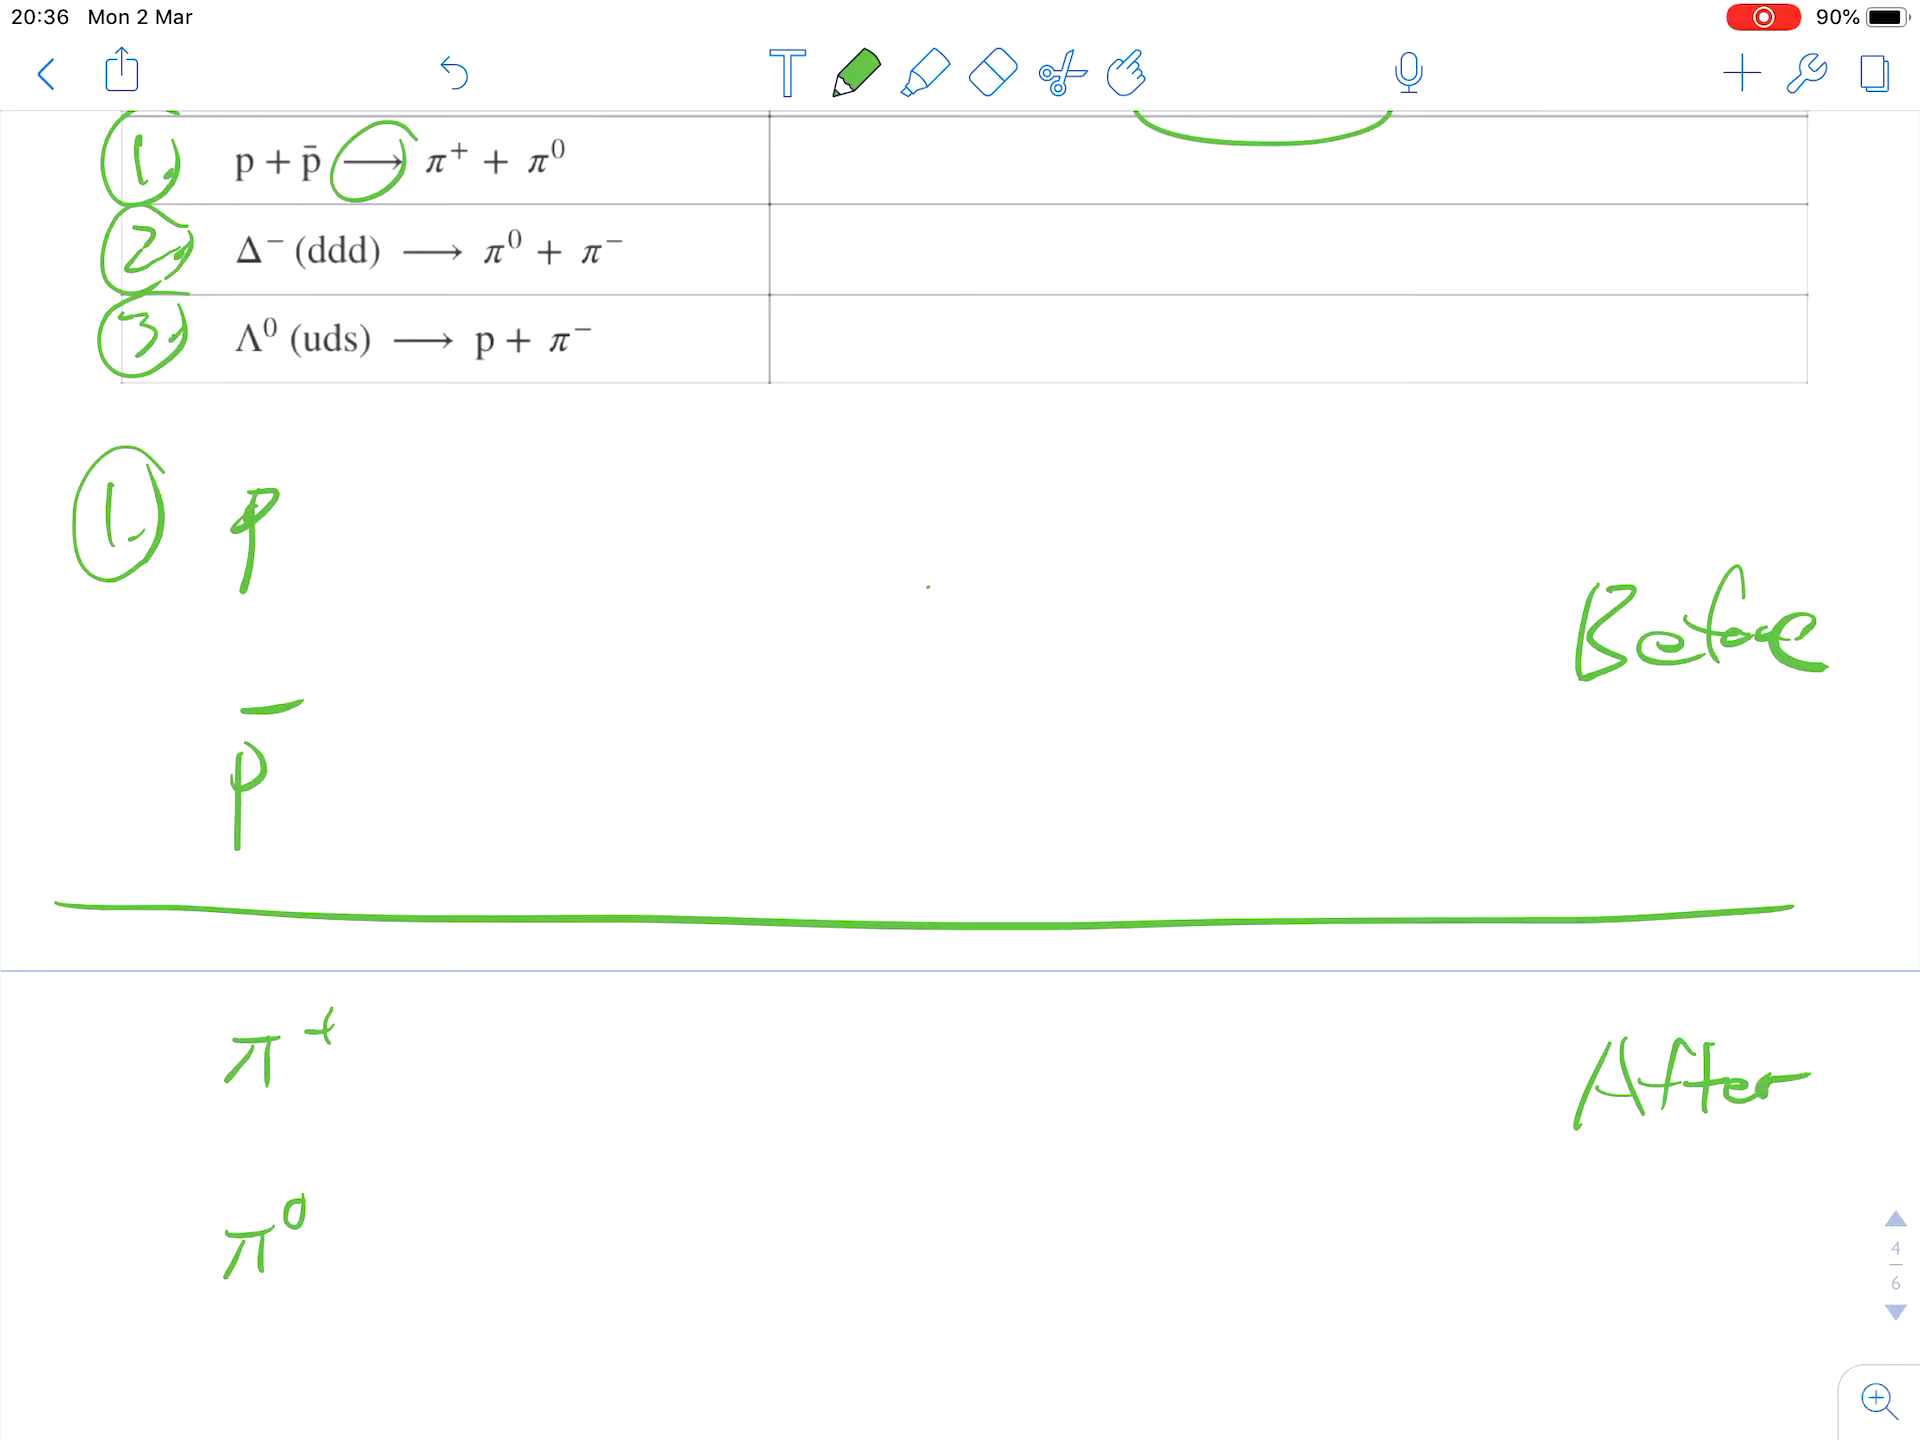 20:36 Mon 2 Mar 90%
T
1. p + p̄ ⟶ π⁺ + π⁰
2. Δ⁻ (ddd) ⟶ π⁰ + π⁻
3. Λ⁰ (uds) ⟶ p + π⁻
1. p
Before
p̄
π⁺
After
π⁰
4
6